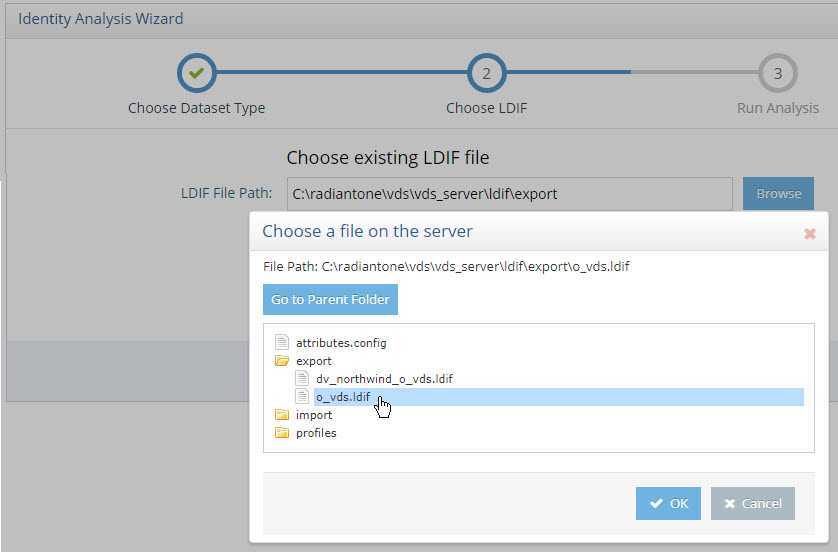 Identity Analysis Wizard
2
3
Choose Dataset Type
Choose LDIF
Run Analysis
Choose existing LDIF file
LDIF File Path:
C:\radiantone\vds\vds_server\ldif\export
Browse
Choose a file on the server
File Path: C:\radiantone\vds\vds_server\ldif\export\o_vds.ldif
Go to Parent Folder
attributes.config
export
dv_northwind_o_vds.ldif
o_vds.ldif
import
profiles
OK
Cancel